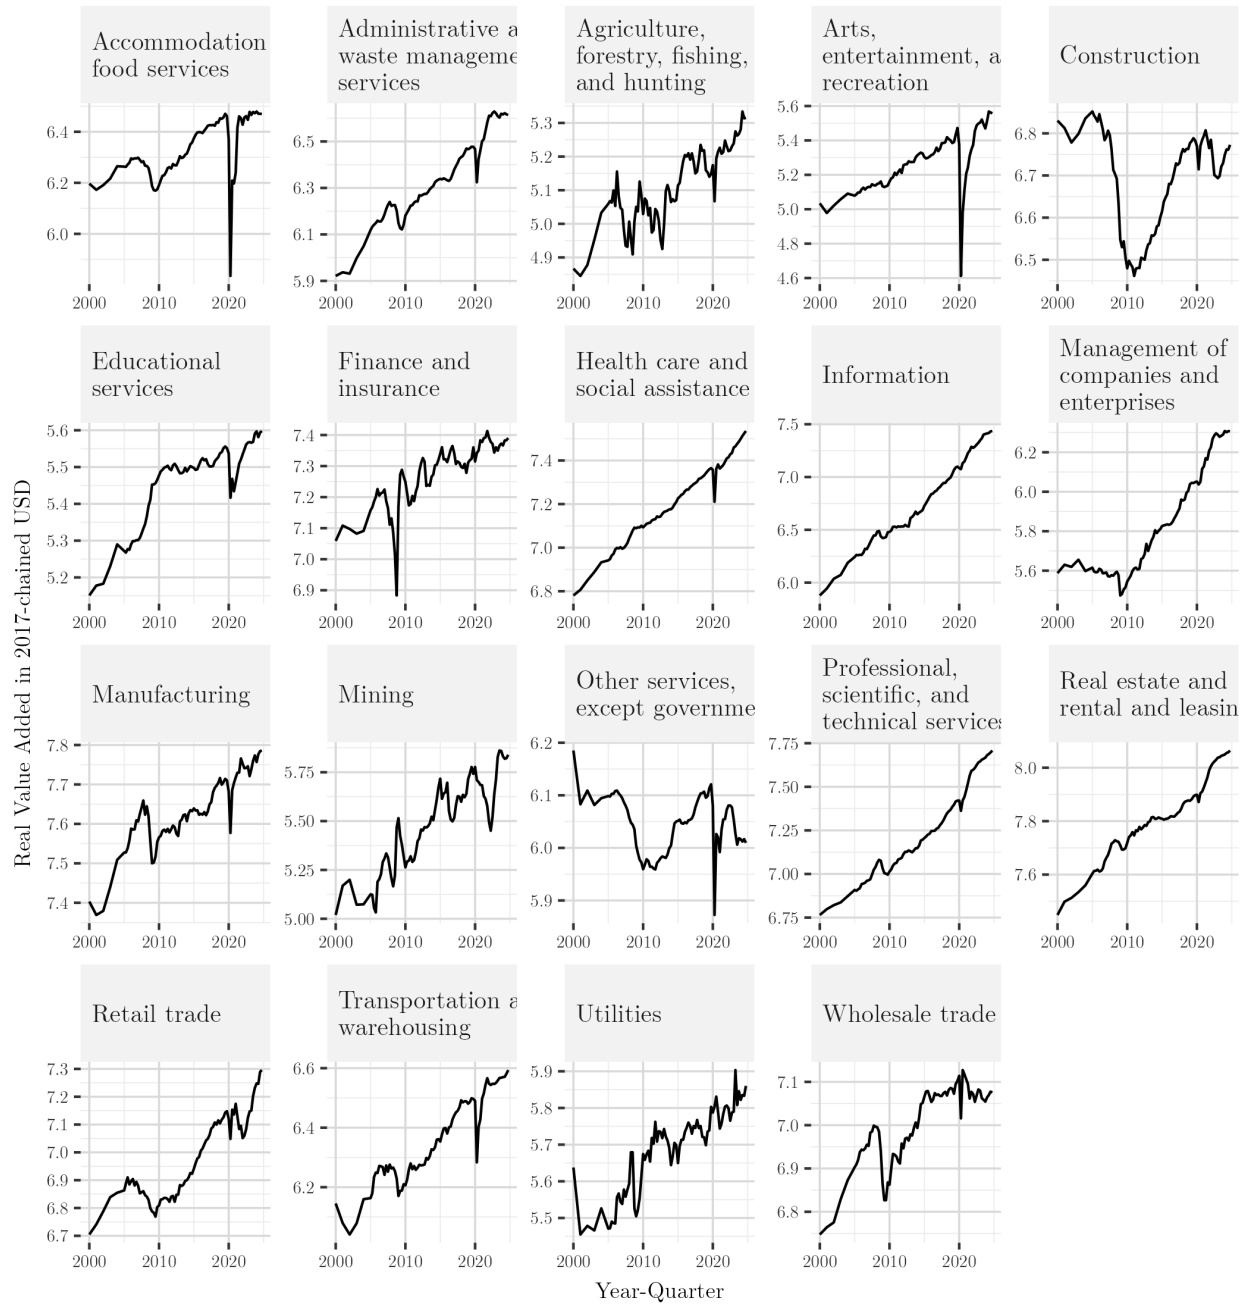 Accommodation
food services
Administrative a
waste manageme
services
Agriculture,
forestry, fishing,
and hunting
Arts,
entertainment, a
recreation
Construction
6.4
6.2
6.0
2000 2010 2020
6.5
6.3
6.1
5.9
2000 2010 2020
5.3
5.2
5.1
5.0
4.9
2000 2010 2020
5.6
5.4
5.2
5.0
4.8
4.6
2000 2010 2020
6.8
6.7
6.6
6.5
2000 2010 2020
Educational
services
Finance and
insurance
Health care and
social assistance
Information
Management of
companies and
enterprises
5.6
5.5
5.4
5.3
5.2
2000 2010 2020
7.4
7.3
7.2
7.1
7.0
6.9
2000 2010 2020
7.4
7.2
7.0
6.8
2000 2010 2020
7.5
7.0
6.5
6.0
2000 2010 2020
6.2
6.0
5.8
5.6
2000 2010 2020
Real Value Added in 2017-chained USD
Manufacturing
Mining
Other services,
except governme
Professional,
scientific, and
technical services
Real estate and
rental and leasin
7.8
7.7
7.6
7.5
7.4
2000 2010 2020
5.75
5.50
5.25
5.00
2000 2010 2020
6.2
6.1
6.0
5.9
2000 2010 2020
7.75
7.50
7.25
7.00
6.75
2000 2010 2020
8.0
7.8
7.6
2000 2010 2020
Retail trade
Transportation a
warehousing
Utilities
Wholesale trade
7.3
7.2
7.1
7.0
6.9
6.8
6.7
2000 2010 2020
6.6
6.4
6.2
2000 2010 2020
5.9
5.8
5.7
5.6
5.5
2000 2010 2020
7.1
7.0
6.9
6.8
2000 2010 2020
Year-Quarter